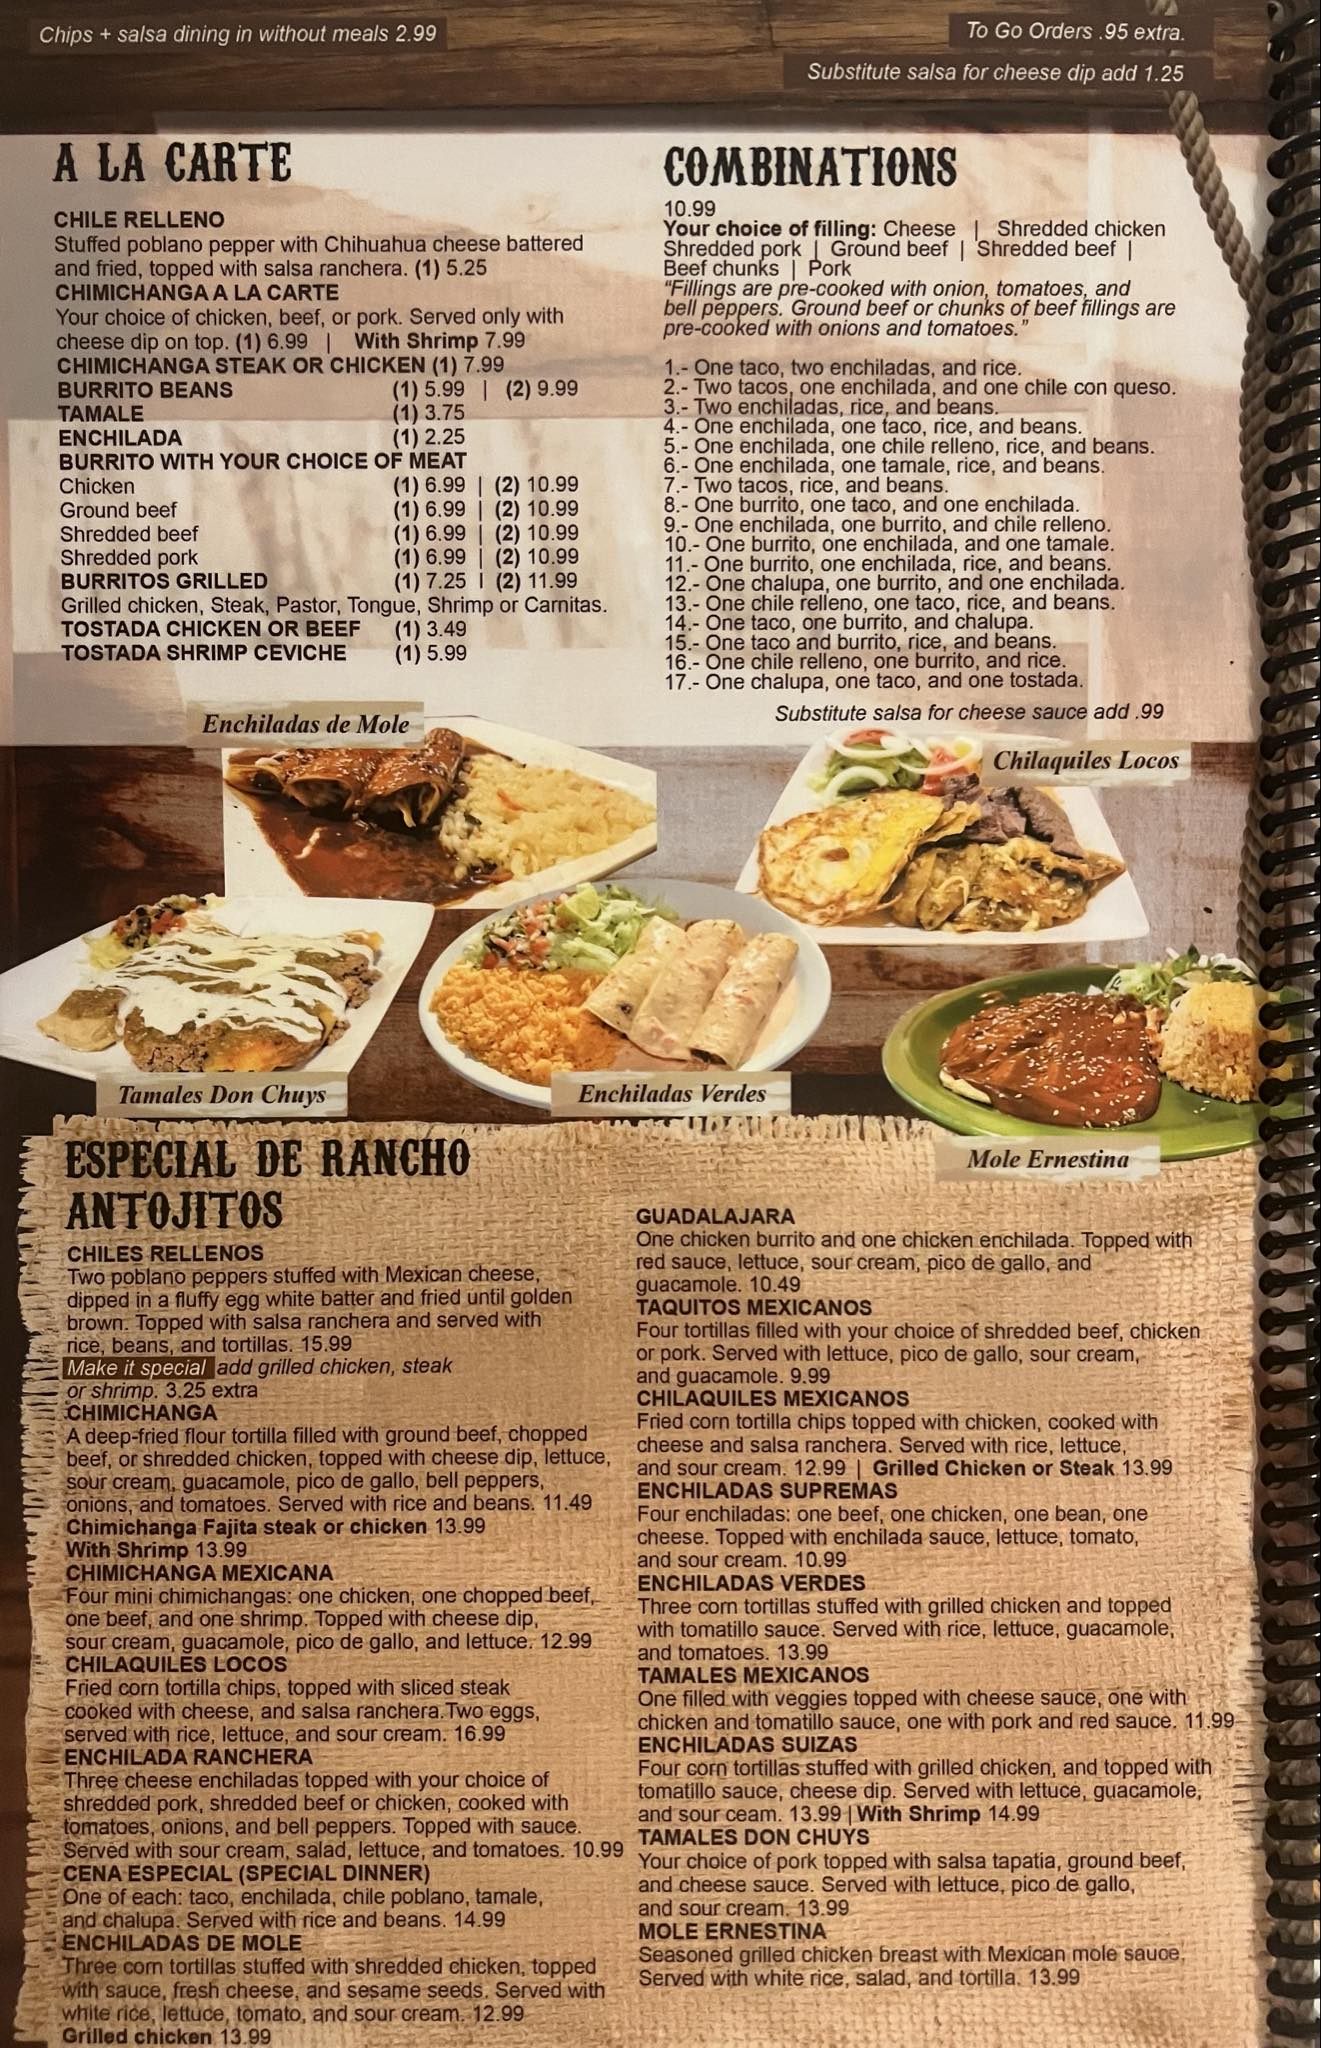 Chips + salsa dining in without meals 2.99
To Go Orders .95 extra.
Substitute salsa for cheese dip add 1.25
A LA CARTE
CHILE RELLENO
Stuffed poblano pepper with Chihuahua cheese battered
and fried, topped with salsa ranchera. (1) 5.25
CHIMICHANGA A LA CARTE
Your choice of chicken, beef, or pork. Served only with
cheese dip on top. (1) 6.99 | With Shrimp 7.99
CHIMICHANGA STEAK OR CHICKEN (1) 7.99
BURRITO BEANS (1) 5.99 | (2) 9.99
TAMALE (1) 3.75
ENCHILADA (1) 2.25
BURRITO WITH YOUR CHOICE OF MEAT
Chicken (1) 6.99 | (2) 10.99
Ground beef (1) 6.99 | (2) 10.99
Shredded beef (1) 6.99 | (2) 10.99
Shredded pork (1) 6.99 | (2) 10.99
BURRITOS GRILLED (1) 7.25 I (2) 11.99
Grilled chicken, Steak, Pastor, Tongue, Shrimp or Carnitas.
TOSTADA CHICKEN OR BEEF (1) 3.49
TOSTADA SHRIMP CEVICHE (1) 5.99
COMBINATIONS
10.99
Your choice of filling: Cheese | Shredded chicken
Shredded pork | Ground beef | Shredded beef |
Beef chunks | Pork
"Fillings are pre-cooked with onion, tomatoes, and
bell peppers. Ground beef or chunks of beef fillings are
pre-cooked with onions and tomatoes."
1.- One taco, two enchiladas, and rice.
2.- Two tacos, one enchilada, and one chile con queso.
3.- Two enchiladas, rice, and beans.
4.- One enchilada, one taco, rice, and beans.
5.- One enchilada, one chile relleno, rice, and beans.
6.- One enchilada, one tamale, rice, and beans.
7.- Two tacos, rice, and beans.
8.- One burrito, one taco, and one enchilada.
9.- One enchilada, one burrito, and chile relleno.
10.- One burrito, one enchilada, and one tamale.
11.- One burrito, one enchilada, rice, and beans.
12.- One chalupa, one burrito, and one enchilada.
13.- One chile relleno, one taco, rice, and beans.
14.- One taco, one burrito, and chalupa.
15.- One taco and burrito, rice, and beans.
16.- One chile relleno, one burrito, and rice.
17.- One chalupa, one taco, and one tostada.
Substitute salsa for cheese sauce add .99
Enchiladas de Mole
Chilaquiles Locos
Tamales Don Chuys
Enchiladas Verdes
Mole Ernestina
ESPECIAL DE RANCHO
ANTOJITOS
CHILES RELLENOS
Two poblano peppers stuffed with Mexican cheese,
dipped in a fluffy egg white batter and fried until golden
brown. Topped with salsa ranchera and served with
rice, beans, and tortillas. 15.99
Make it special add grilled chicken, steak
or shrimp. 3.25 extra
CHIMICHANGA
A deep-fried flour tortilla filled with ground beef, chopped
beef, or shredded chicken, topped with cheese dip, lettuce,
sour cream, guacamole, pico de gallo, bell peppers,
onions, and tomatoes. Served with rice and beans. 11.49
Chimichanga Fajita steak or chicken 13.99
With Shrimp 13.99
CHIMICHANGA MEXICANA
Four mini chimichangas: one chicken, one chopped beef,
one beef, and one shrimp. Topped with cheese dip,
sour cream, guacamole, pico de gallo, and lettuce. 12.99
CHILAQUILES LOCOS
Fried corn tortilla chips, topped with sliced steak
cooked with cheese, and salsa ranchera.Two eggs,
served with rice, lettuce, and sour cream. 16.99
ENCHILADA RANCHERA
Three cheese enchiladas topped with your choice of
shredded pork, shredded beef or chicken, cooked with
tomatoes, onions, and bell peppers. Topped with sauce.
Served with sour cream, salad, lettuce, and tomatoes. 10.99
CENA ESPECIAL (SPECIAL DINNER)
One of each: taco, enchilada, chile poblano, tamale,
and chalupa. Served with rice and beans. 14.99
ENCHILADAS DE MOLE
Three corn tortillas stuffed with shredded chicken, topped
with sauce, fresh cheese, and sesame seeds. Served with
white rice, lettuce, tomato, and sour cream. 12.99
Grilled chicken 13.99
GUADALAJARA
One chicken burrito and one chicken enchilada. Topped with
red sauce, lettuce, sour cream, pico de gallo, and
guacamole. 10.49
TAQUITOS MEXICANOS
Four tortillas filled with your choice of shredded beef, chicken
or pork. Served with lettuce, pico de gallo, sour cream,
and guacamole. 9.99
CHILAQUILES MEXICANOS
Fried corn tortilla chips topped with chicken, cooked with
cheese and salsa ranchera. Served with rice, lettuce,
and sour cream. 12.99 | Grilled Chicken or Steak 13.99
ENCHILADAS SUPREMAS
Four enchiladas: one beef, one chicken, one bean, one
cheese. Topped with enchilada sauce, lettuce, tomato,
and sour cream. 10.99
ENCHILADAS VERDES
Three corn tortillas stuffed with grilled chicken and topped
with tomatillo sauce. Served with rice, lettuce, guacamole,
and tomatoes. 13.99
TAMALES MEXICANOS
One filled with veggies topped with cheese sauce, one with
chicken and tomatillo sauce, one with pork and red sauce. 11.99
ENCHILADAS SUIZAS
Four corn tortillas stuffed with grilled chicken, and topped with
tomatillo sauce, cheese dip. Served with lettuce, guacamole,
and sour ceam. 13.99 | With Shrimp 14.99
TAMALES DON CHUYS
Your choice of pork topped with salsa tapatia, ground beef,
and cheese sauce. Served with lettuce, pico de gallo,
and sour cream. 13.99
MOLE ERNESTINA
Seasoned grilled chicken breast with Mexican mole sauce.
Served with white rice, salad, and tortilla. 13.99